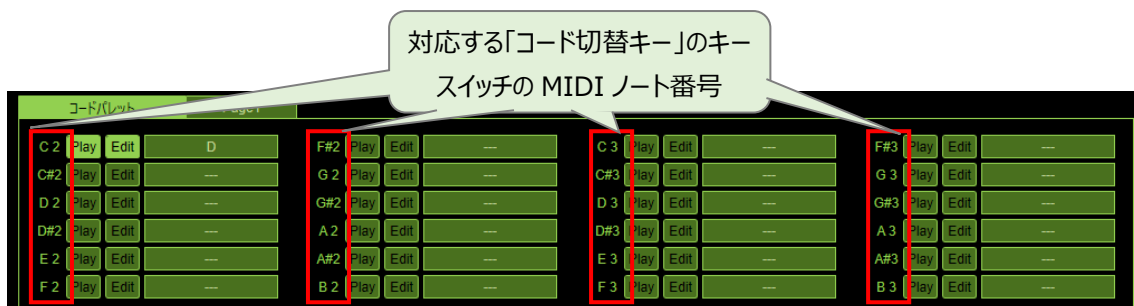 対応する「コード切替キー」のキー
スイッチの MIDI ノート番号
コードパレット
C 2 Play Edit D F#2 Play Edit --- C 3 Play Edit --- F#3 Play Edit ---
C#2 Play Edit --- G 2 Play Edit --- C#3 Play Edit --- G 3 Play Edit ---
D 2 Play Edit --- G#2 Play Edit --- D 3 Play Edit --- G#3 Play Edit ---
D#2 Play Edit --- A 2 Play Edit --- D#3 Play Edit --- A 3 Play Edit ---
E 2 Play Edit --- A#2 Play Edit --- E 3 Play Edit --- A#3 Play Edit ---
F 2 Play Edit --- B 2 Play Edit --- F 3 Play Edit --- B 3 Play Edit ---